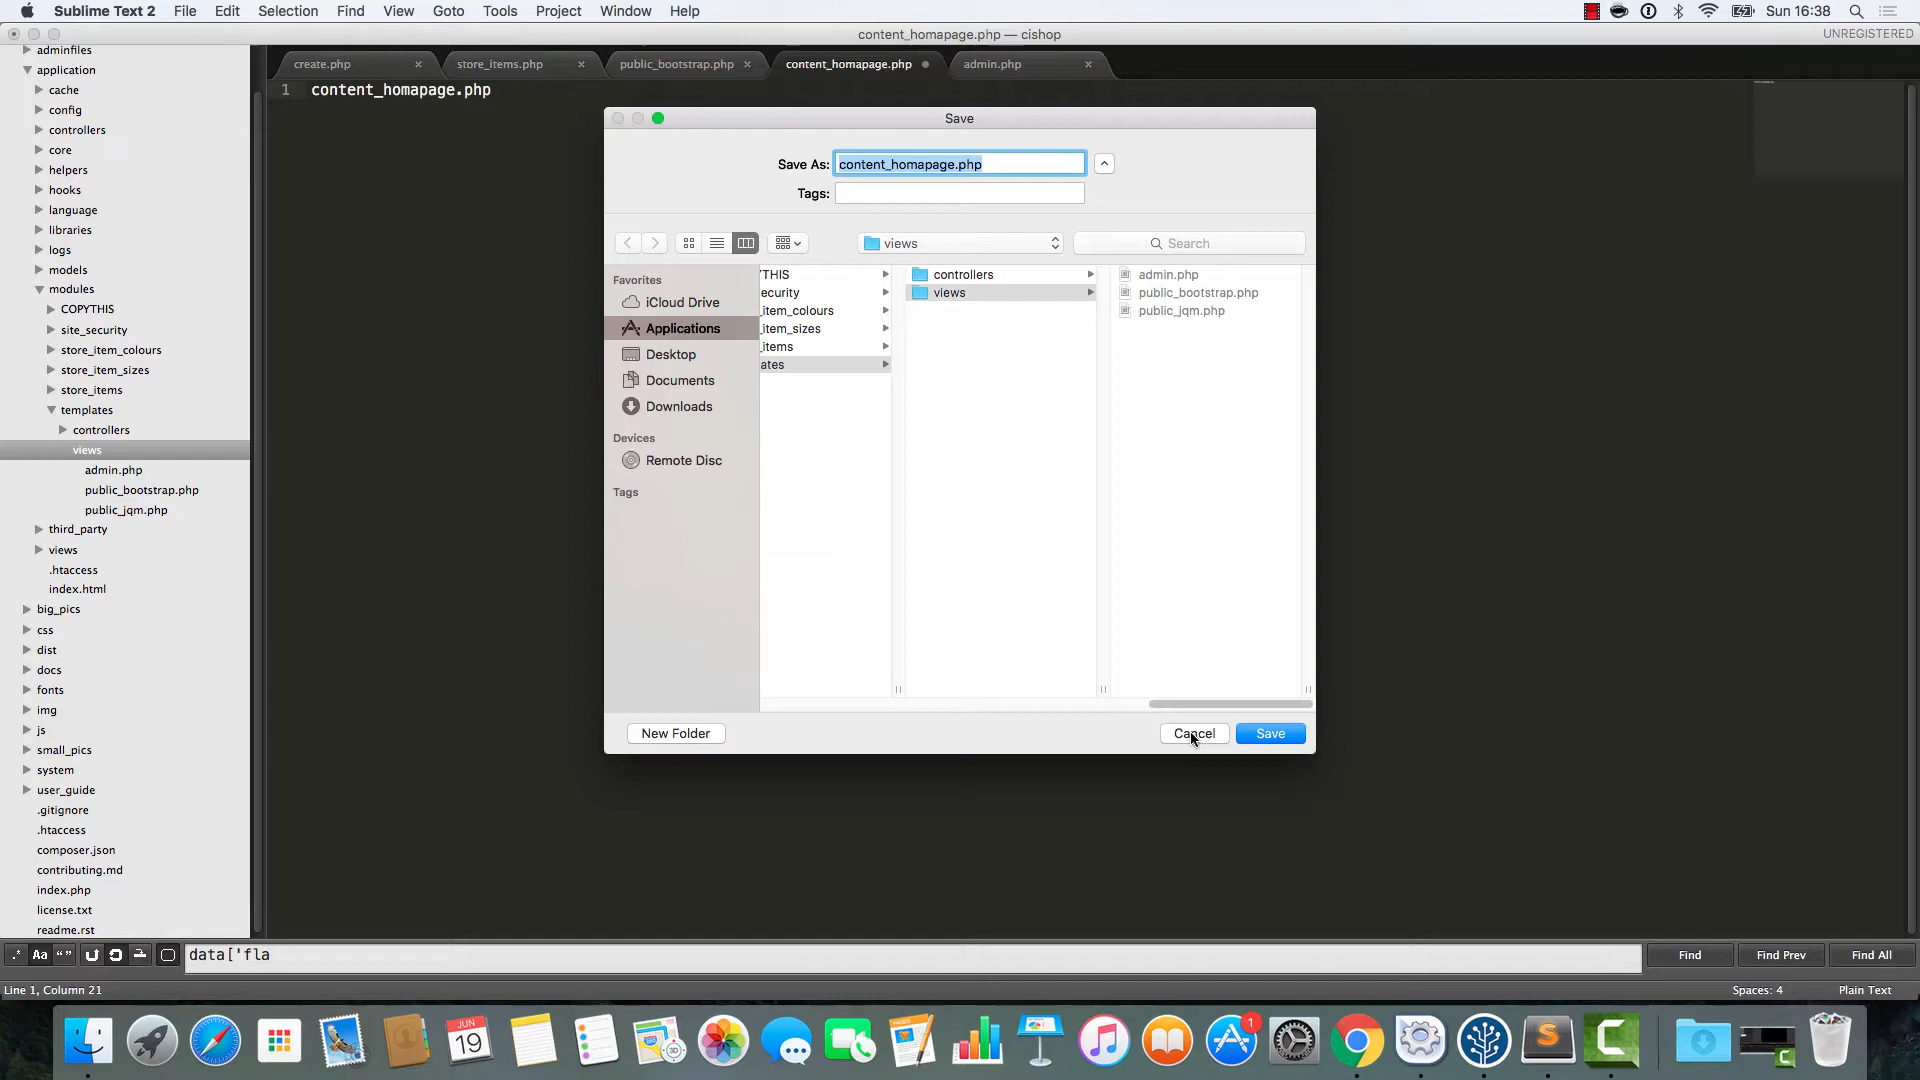 Sublime Text 2 File Edit Selection Find View Goto Tools Project Window Help Sun 16:38
content_homapage.php — cishop UNREGISTERED
create.php store_items.php public_bootstrap.php content_homapage.php admin.php
1 content_homapage.php
adminfiles
application
cache
config
controllers
core
helpers
hooks
language
libraries
logs
models
modules
COPYTHIS
site_security
store_item_colours
store_item_sizes
store_items
templates
controllers
views
admin.php
public_bootstrap.php
public_jqm.php
third_party
views
.htaccess
index.html
big_pics
css
dist
docs
fonts
img
js
small_pics
system
user_guide
.gitignore
.htaccess
composer.json
contributing.md
index.php
license.txt
readme.rst
Save
Save As: content_homapage.php
Tags:
views Search
Favorites
iCloud Drive
Applications
Desktop
Documents
Downloads
Devices
Remote Disc
Tags
YTHIS
ecurity
_item_colours
_item_sizes
_items
ates
controllers
views
admin.php
public_bootstrap.php
public_jqm.php
New Folder Cancel Save
.* Aa “” data['fla Find Find Prev Find All
Line 1, Column 21 Spaces: 4 Plain Text
JUN
19
3D
1